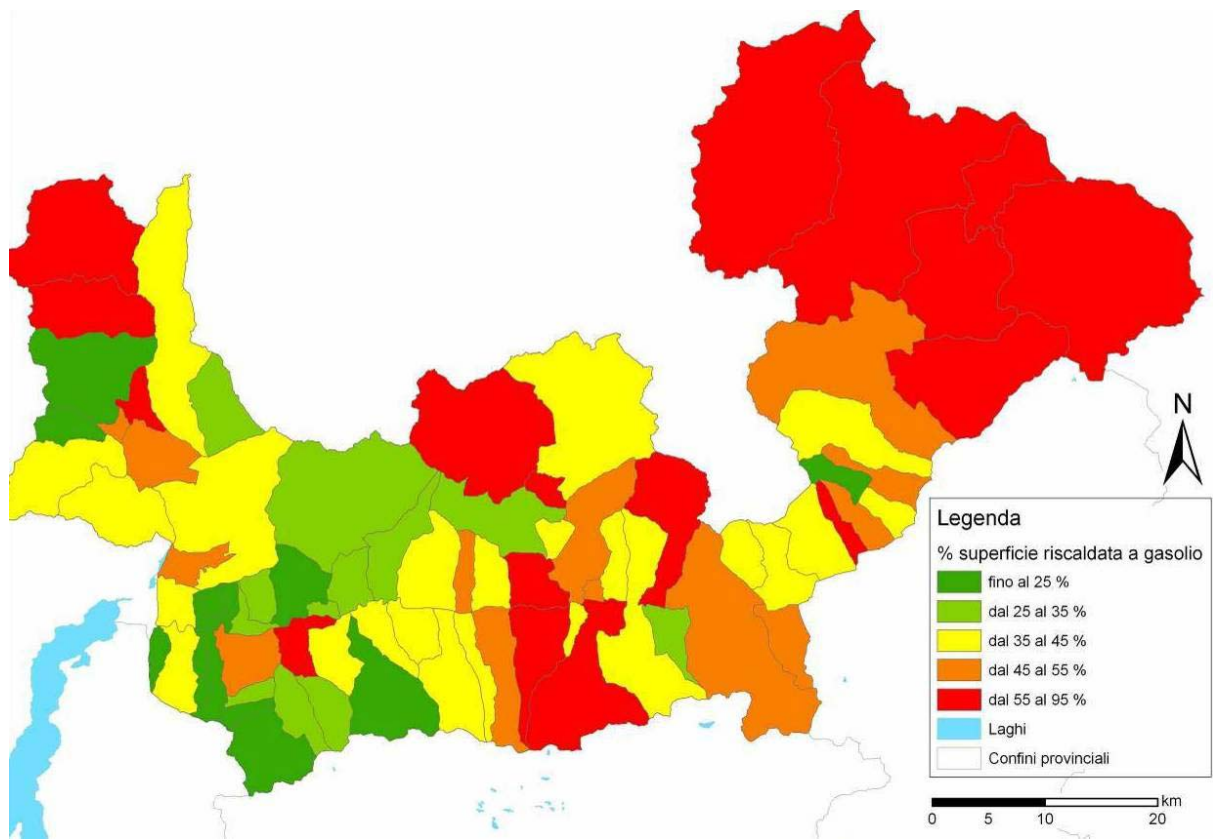 N
Legenda
% superficie riscaldata a gasolio
fino al 25 %
dal 25 al 35 %
dal 35 al 45 %
dal 45 al 55 %
dal 55 al 95 %
Laghi
Confini provinciali
km
0 5 10 20